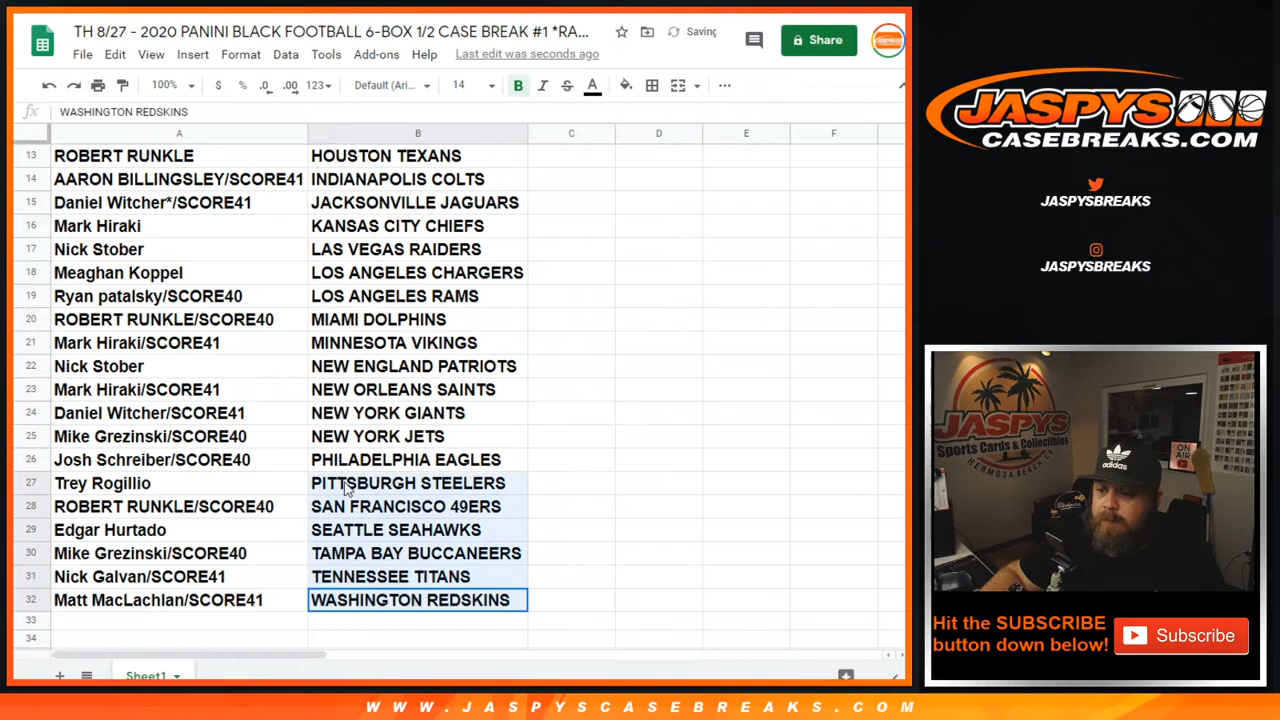 TH 8/27 - 2020 PANINI BLACK FOOTBALL 6-BOX 1/2 CASE BREAK #1 *RA...
Saving
Share
File Edit View Insert Format Data Tools Add-ons Help Last edit was seconds ago
100% $ % .0 .00 123 Default (Ari... 14 B I S A
fx WASHINGTON REDSKINS
A B C D E F
13 ROBERT RUNKLE HOUSTON TEXANS
14 AARON BILLINGSLEY/SCORE41 INDIANAPOLIS COLTS
15 Daniel Witcher*/SCORE41 JACKSONVILLE JAGUARS
16 Mark Hiraki KANSAS CITY CHIEFS
17 Nick Stober LAS VEGAS RAIDERS
18 Meaghan Koppel LOS ANGELES CHARGERS
19 Ryan patalsky/SCORE40 LOS ANGELES RAMS
20 ROBERT RUNKLE/SCORE40 MIAMI DOLPHINS
21 Mark Hiraki/SCORE41 MINNESOTA VIKINGS
22 Nick Stober NEW ENGLAND PATRIOTS
23 Mark Hiraki/SCORE41 NEW ORLEANS SAINTS
24 Daniel Witcher/SCORE41 NEW YORK GIANTS
25 Mike Grezinski/SCORE40 NEW YORK JETS
26 Josh Schreiber/SCORE40 PHILADELPHIA EAGLES
27 Trey Rogillio PITTSBURGH STEELERS
28 ROBERT RUNKLE/SCORE40 SAN FRANCISCO 49ERS
29 Edgar Hurtado SEATTLE SEAHAWKS
30 Mike Grezinski/SCORE40 TAMPA BAY BUCCANEERS
31 Nick Galvan/SCORE41 TENNESSEE TITANS
32 Matt MacLachlan/SCORE41 WASHINGTON REDSKINS
33
34
Sheet1
JASPYS
CASEBREAKS.COM
JASPYSBREAKS
JASPYSBREAKS
JASPYS
Sports Cards & Collectibles
HERMOSA BEACH
ON
AIR
adidas
Hit the SUBSCRIBE
button down below!
Subscribe
WWW.JASPYSCASEBREAKS.COM